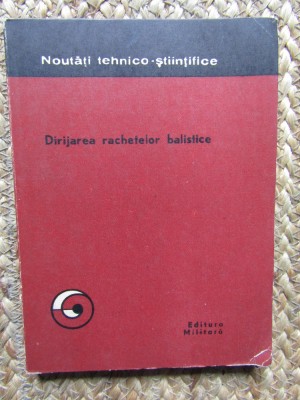 Noutăți tehnico-științifice
Dirijarea rachetelor balistice
Editura
Militară